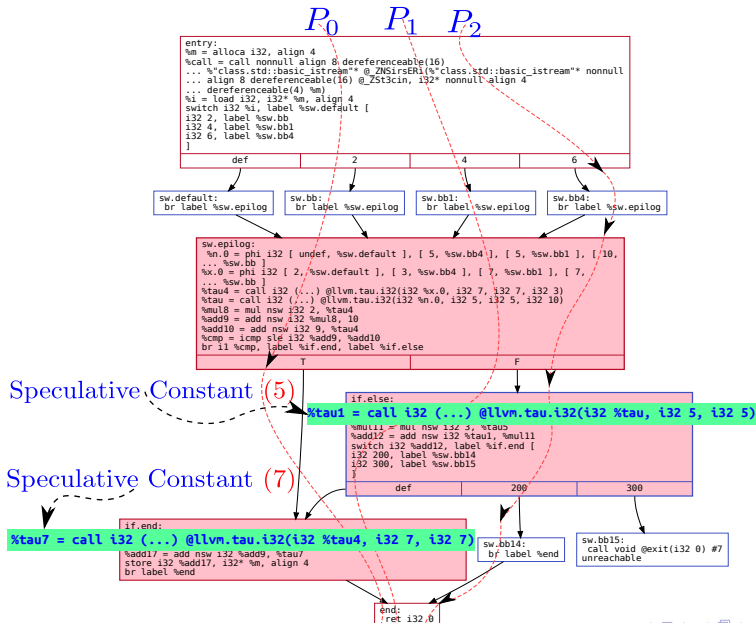 P0 P1 P2
entry:
%m = alloca i32, align 4
%call = call nonnull align 8 dereferenceable(16)
... %"class.std::basic_istream"* @_ZNSirsERi(%"class.std::basic_istream"* nonnull
... align 8 dereferenceable(16) @_ZSt3cin, i32* nonnull align 4
... dereferenceable(4) %m)
%i = load i32, i32* %m, align 4
switch i32 %i, label %sw.default [
i32 2, label %sw.bb
i32 4, label %sw.bb1
i32 6, label %sw.bb4
]
def 2 4 6
sw.default:
br label %sw.epilog
sw.bb:
br label %sw.epilog
sw.bb1:
br label %sw.epilog
sw.bb4:
br label %sw.epilog
sw.epilog:
%n.0 = phi i32 [ undef, %sw.default ], [ 5, %sw.bb4 ], [ 5, %sw.bb1 ], [ 10,
... %sw.bb ]
%x.0 = phi i32 [ 2, %sw.default ], [ 3, %sw.bb4 ], [ 7, %sw.bb1 ], [ 7,
... %sw.bb ]
%tau4 = call i32 (...) @llvm.tau.i32(i32 %x.0, i32 7, i32 7, i32 3)
%tau = call i32 (...) @llvm.tau.i32(i32 %n.0, i32 5, i32 5, i32 10)
%mul8 = mul nsw i32 2, %tau4
%add9 = add nsw i32 %mul8, 10
%add10 = add nsw i32 9, %tau4
%cmp = icmp sle i32 %add9, %add10
br i1 %cmp, label %if.end, label %if.else
T F
Speculative Constant (5)
if.else:
%tau1 = call i32 (...) @llvm.tau.i32(i32 %tau, i32 5, i32 5)
%mul11 = mul nsw i32 3, %tau5
%add12 = add nsw i32 %tau1, %mul11
switch i32 %add12, label %if.end [
i32 200, label %sw.bb14
i32 300, label %sw.bb15
]
def 200 300
Speculative Constant (7)
if.end:
%tau7 = call i32 (...) @llvm.tau.i32(i32 %tau4, i32 7, i32 7)
%add17 = add nsw i32 %add9, %tau7
store i32 %add17, i32* %m, align 4
br label %end
sw.bb14:
br label %end
sw.bb15:
call void @exit(i32 0) #7
unreachable
end:
ret i32 0